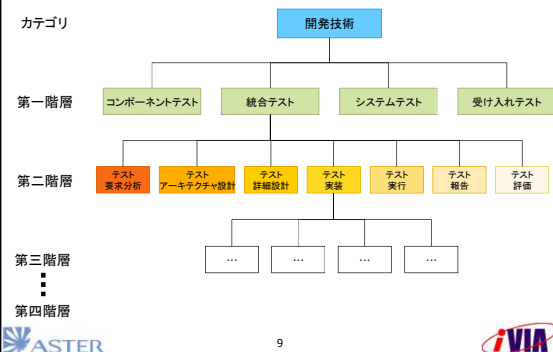 カテゴリ
開発技術
第一階層
コンポーネントテスト
統合テスト
システムテスト
受け入れテスト
第二階層
テスト
要求分析
テスト
アーキテクチャ設計
テスト
詳細設計
テスト
実装
テスト
実行
テスト
報告
テスト
評価
第三階層
…
…
…
…
第四階層
ASTER
9
iVIA